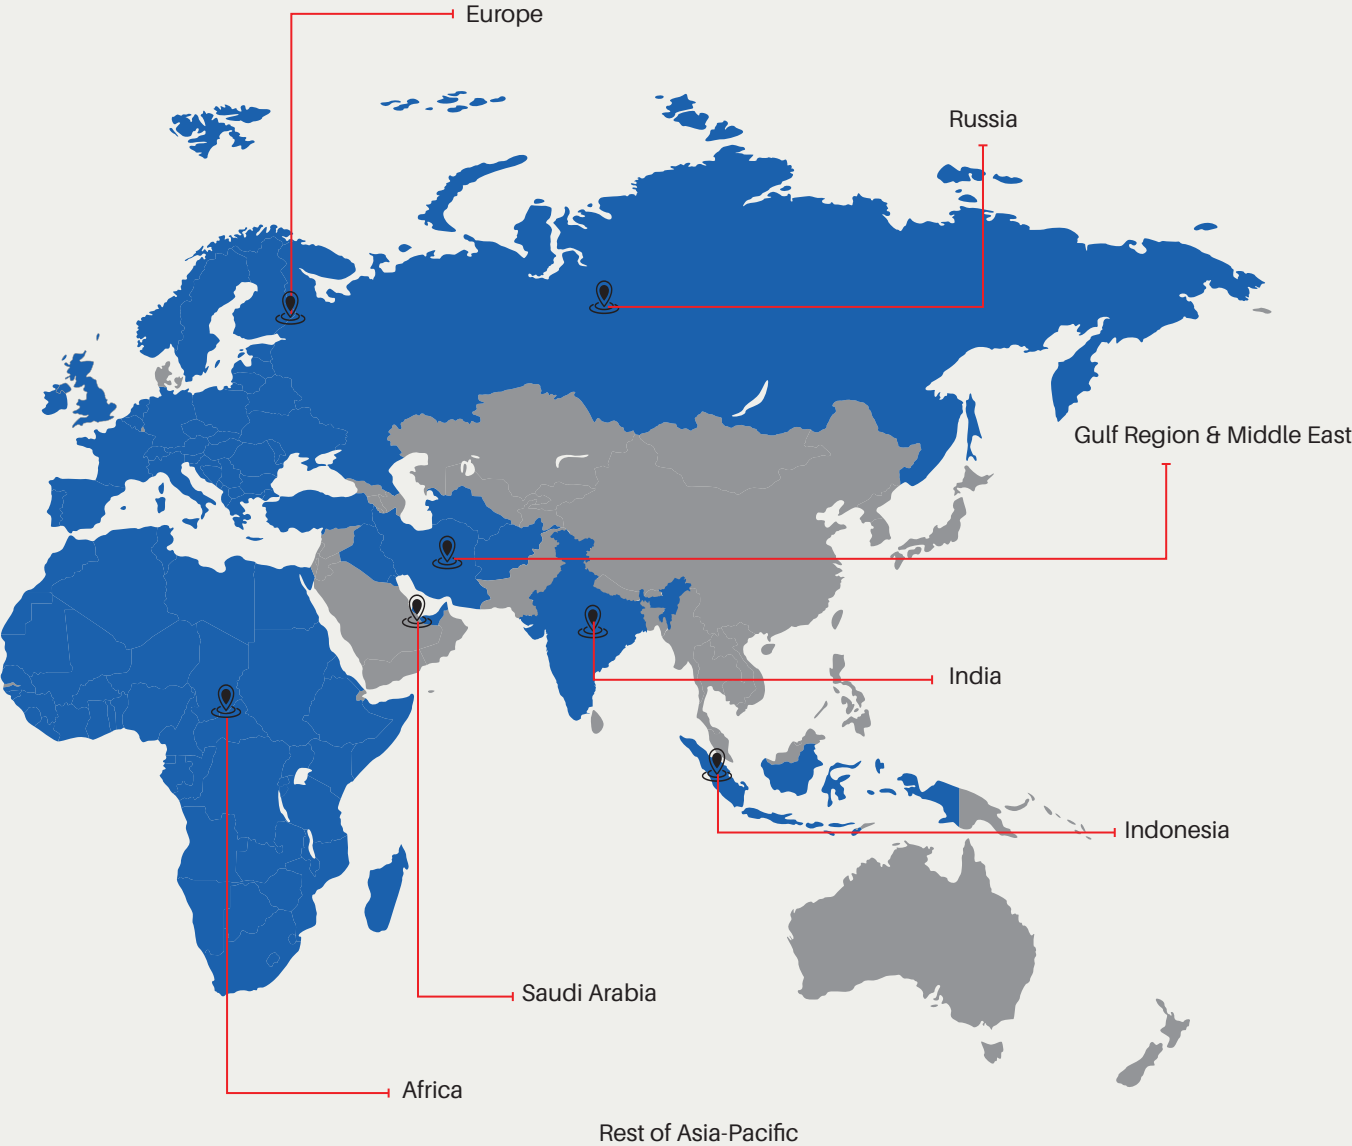 Europe
Russia
Gulf Region & Middle East
India
Indonesia
Saudi Arabia
Africa
Rest of Asia-Pacific